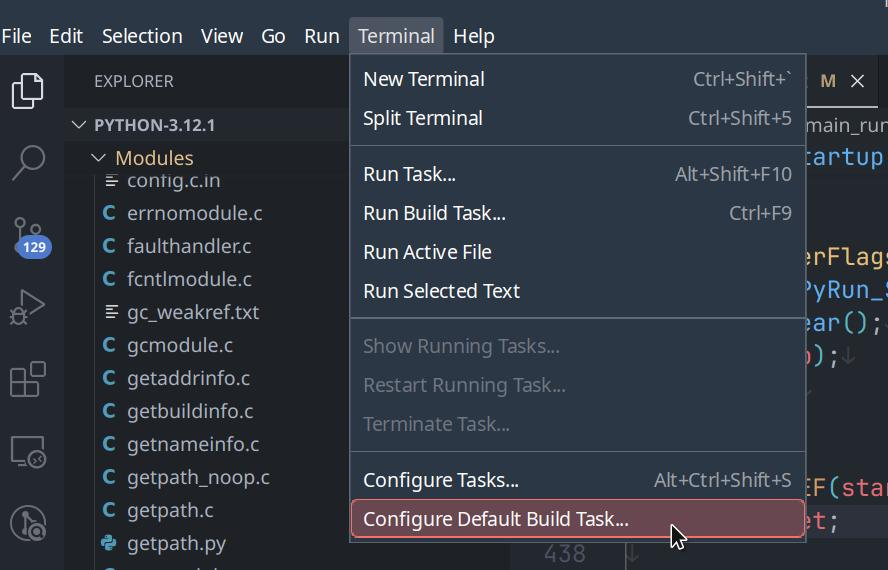 File Edit Selection View Go Run Terminal Help
EXPLORER
PYTHON-3.12.1
Modules
config.c.in
errnomodule.c
faulthandler.c
fcntlmodule.c
gc_weakref.txt
gcmodule.c
getaddrinfo.c
getbuildinfo.c
getnameinfo.c
getpath_noop.c
getpath.c
getpath.py
129
New Terminal Ctrl+Shift+`
Split Terminal Ctrl+Shift+5
Run Task... Alt+Shift+F10
Run Build Task... Ctrl+F9
Run Active File
Run Selected Text
Show Running Tasks...
Restart Running Task...
Terminate Task...
Configure Tasks... Alt+Ctrl+Shift+S
Configure Default Build Task...
M
main_run
artup
erFlags
PyRun_S
ear();
);
EF(star
et;
438